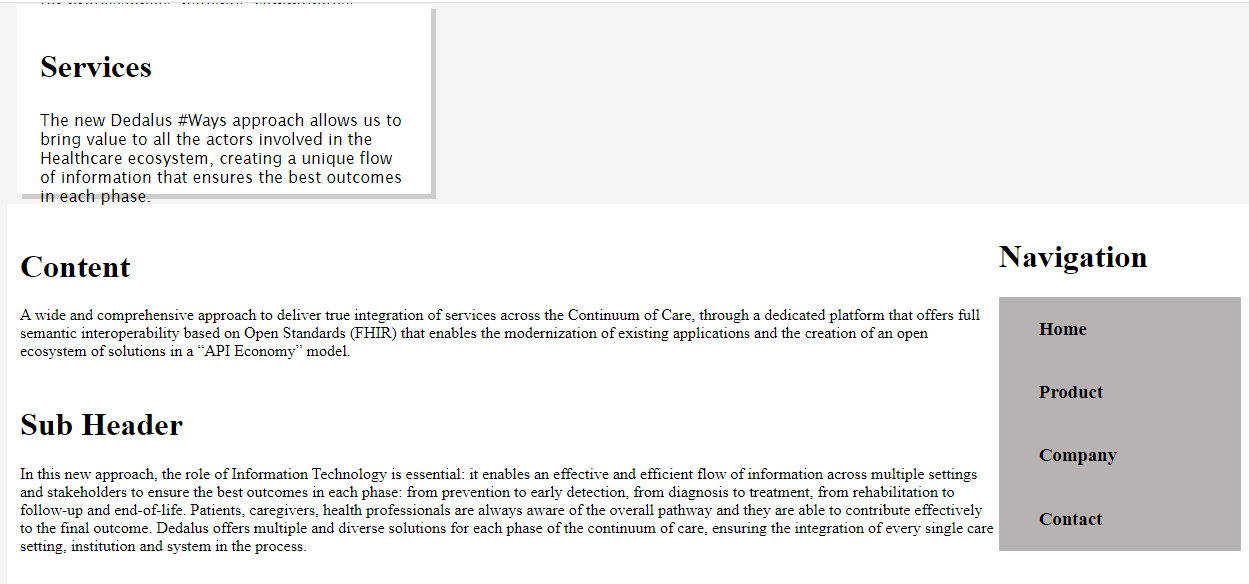 Services
The new Dedalus #Ways approach allows us to
bring value to all the actors involved in the
Healthcare ecosystem, creating a unique flow
of information that ensures the best outcomes
in each phase.
Content
A wide and comprehensive approach to deliver true integration of services across the Continuum of Care, through a dedicated platform that offers full
semantic interoperability based on Open Standards (FHIR) that enables the modernization of existing applications and the creation of an open
ecosystem of solutions in a “API Economy” model.
Sub Header
In this new approach, the role of Information Technology is essential: it enables an effective and efficient flow of information across multiple settings
and stakeholders to ensure the best outcomes in each phase: from prevention to early detection, from diagnosis to treatment, from rehabilitation to
follow-up and end-of-life. Patients, caregivers, health professionals are always aware of the overall pathway and they are able to contribute effectively
to the final outcome. Dedalus offers multiple and diverse solutions for each phase of the continuum of care, ensuring the integration of every single care
setting, institution and system in the process.
Navigation
Home
Product
Company
Contact